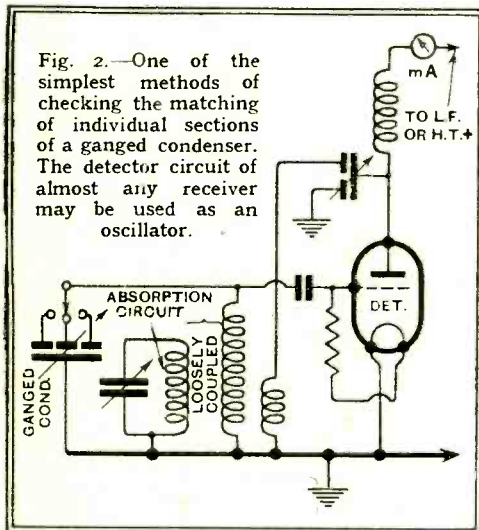 Fig. 2.—One of the
simplest methods of
checking the matching
of individual sections
of a ganged condenser.
The detector circuit of
almost any receiver
may be used as an
oscillator.
mA
TO L.F.
OR H.T.+
ABSORPTION
CIRCUIT
GANGED
COND.
LOOSELY
COUPLED
DET.